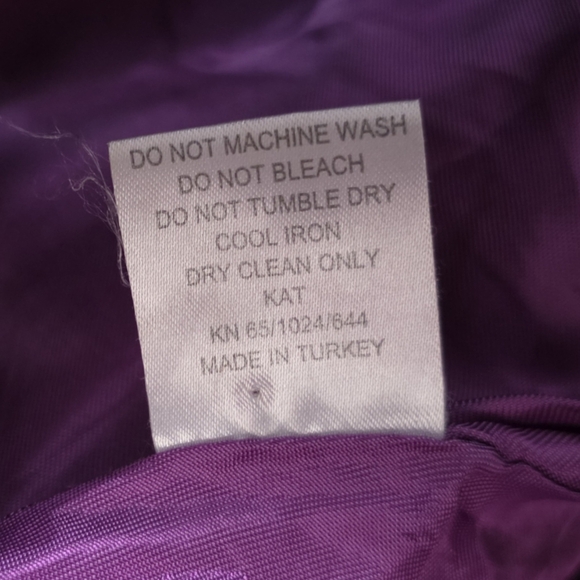 DO NOT MACHINE WASH
DO NOT BLEACH
DO NOT TUMBLE DRY
COOL IRON
DRY CLEAN ONLY
KAT
KN 65/1024/644
MADE IN TURKEY